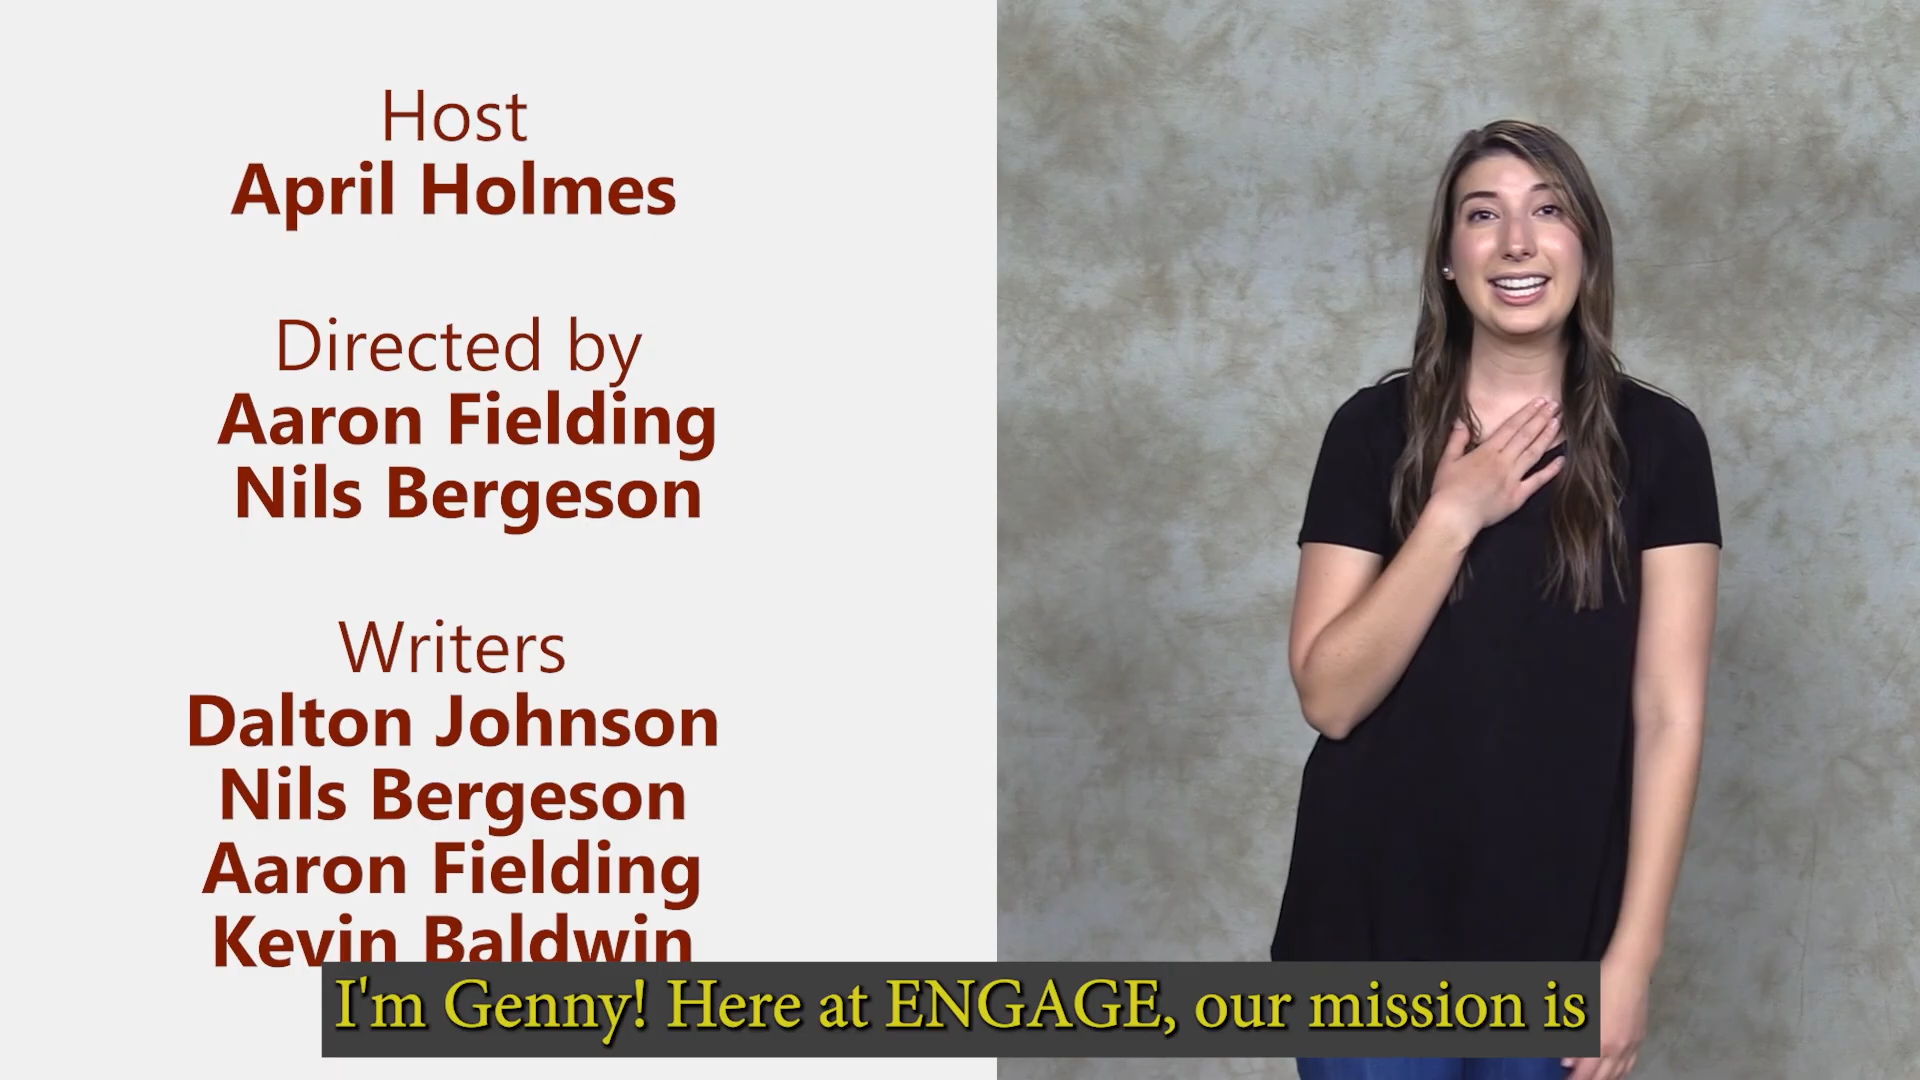 Host
April Holmes
Directed by
Aaron Fielding
Nils Bergeson
Writers
Dalton Johnson
Nils Bergeson
Aaron Fielding
Kevin Baldwin
I'm Genny! Here at ENGAGE, our mission is